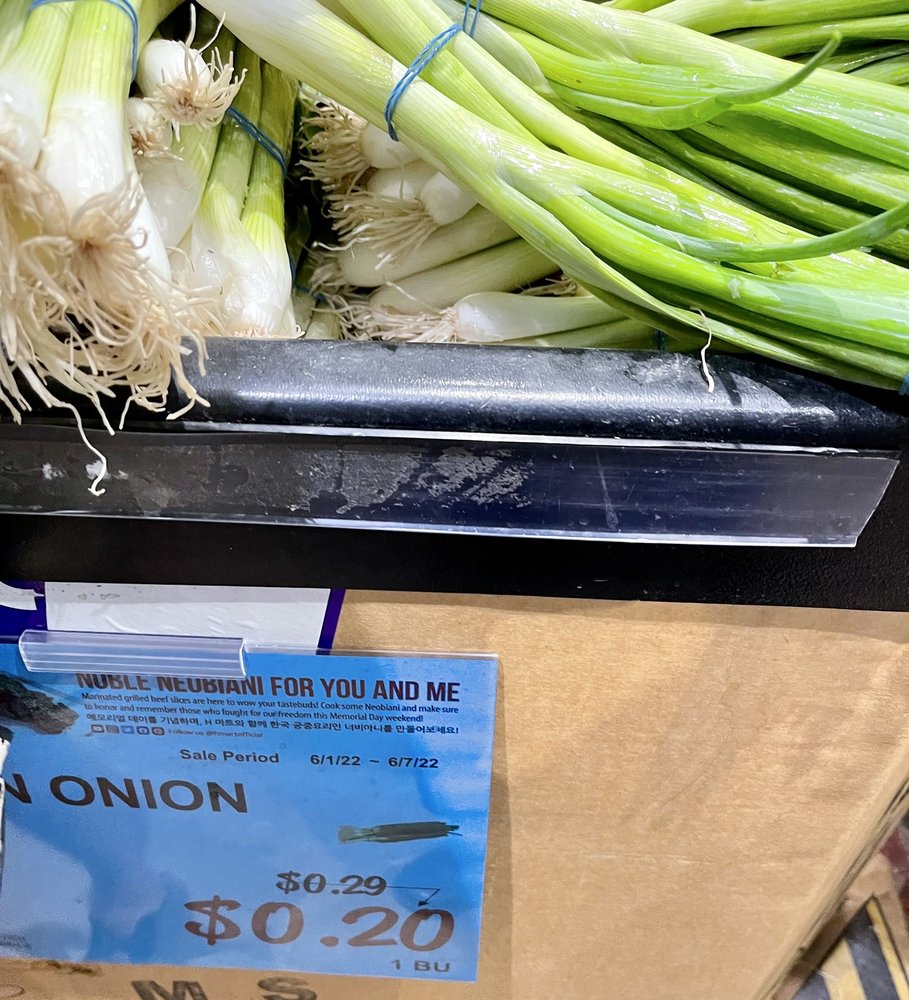 NOBLE NEOBIANI FOR YOU AND ME
Marinated grilled beef slices are here to wow your tastebuds! Cook some Neobiani and make sure
to honor and remember those who fought for our freedom this Memorial Day weekend!
메모리얼 데이를 기념하며, H 마트와 함께 한국 궁중요리인 너비아니를 만들어보세요!
Follow us @hmartofficial
Sale Period 6/1/22 ~ 6/7/22
N ONION
$0.29
$0.20
1 BU
M S